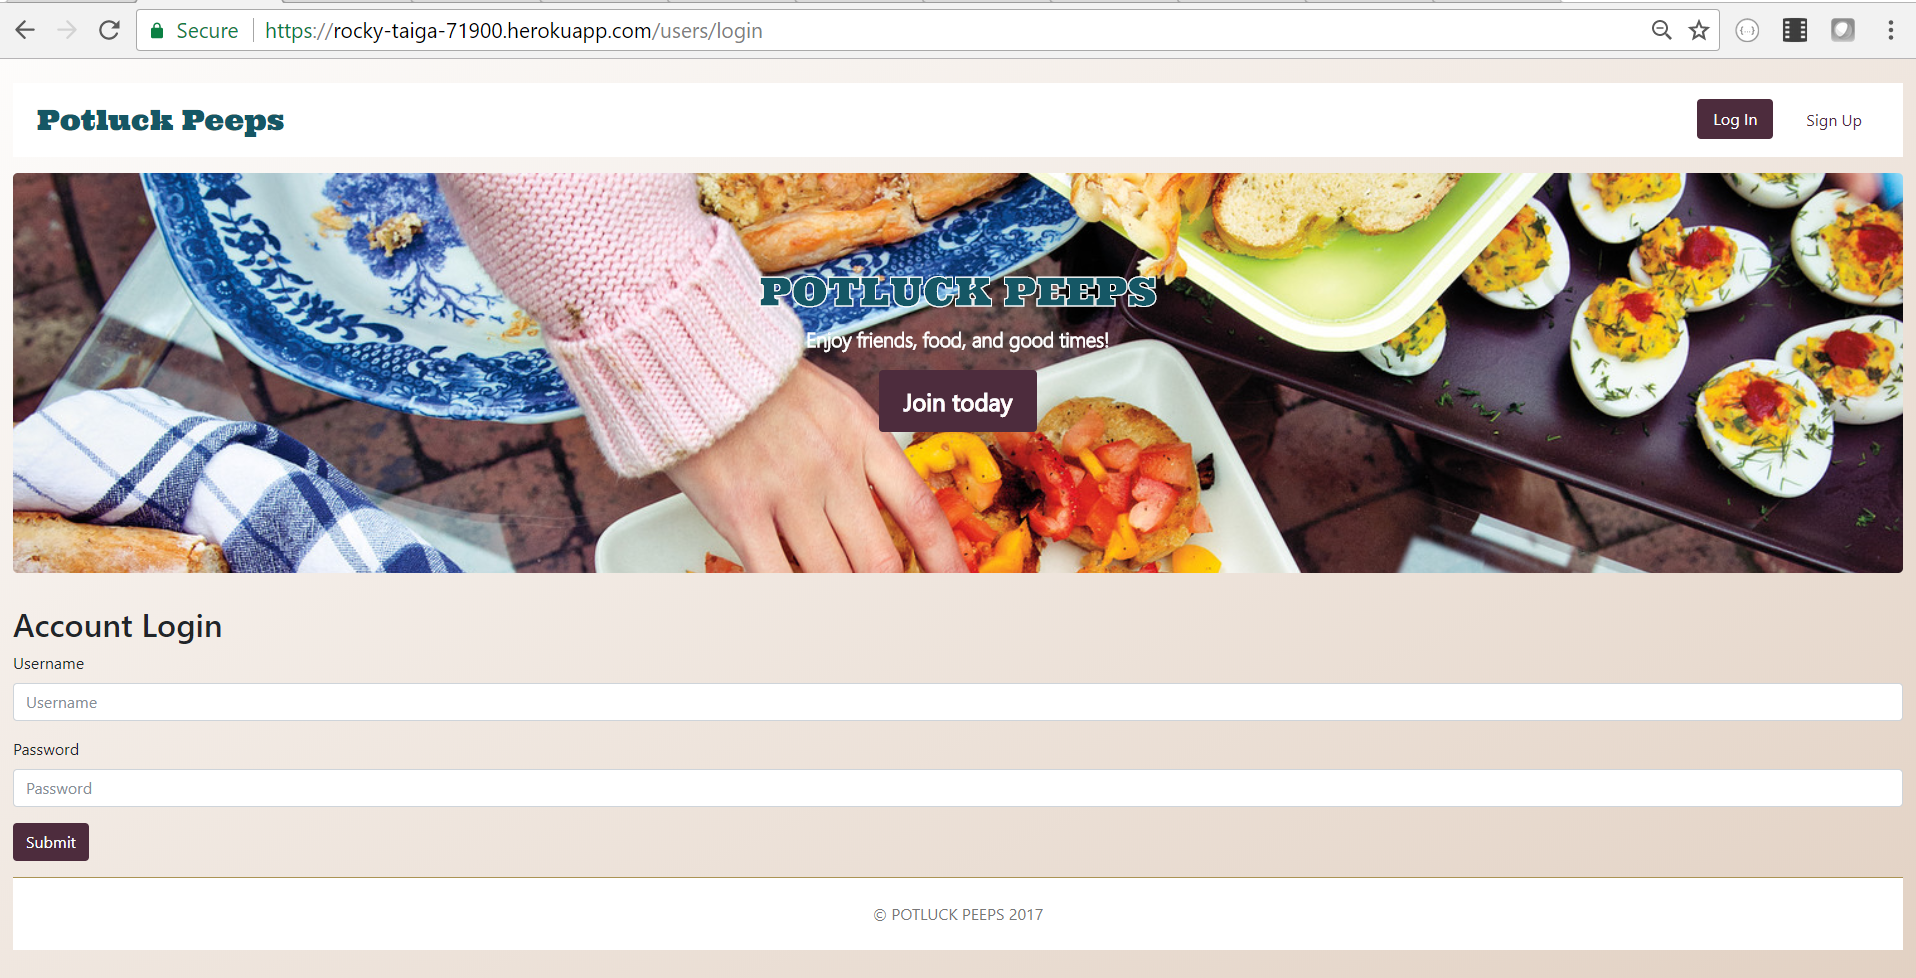 Secure https://rocky-taiga-71900.herokuapp.com/users/login
Potluck Peeps
Log In
Sign Up
POTLUCK PEEPS
Enjoy friends, food, and good times!
Join today
Account Login
Username
Username
Password
Password
Submit
© POTLUCK PEEPS 2017